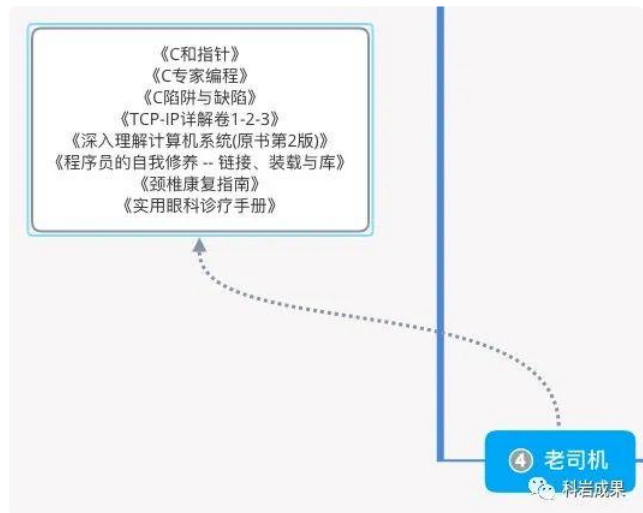 《C和指针》
《C专家编程》
《C陷阱与缺陷》
《TCP-IP详解卷1-2-3》
《深入理解计算机系统(原书第2版)》
《程序员的自我修养 -- 链接、装载与库》
《颈椎康复指南》
《实用眼科诊疗手册》
4 老司机
科岩成果